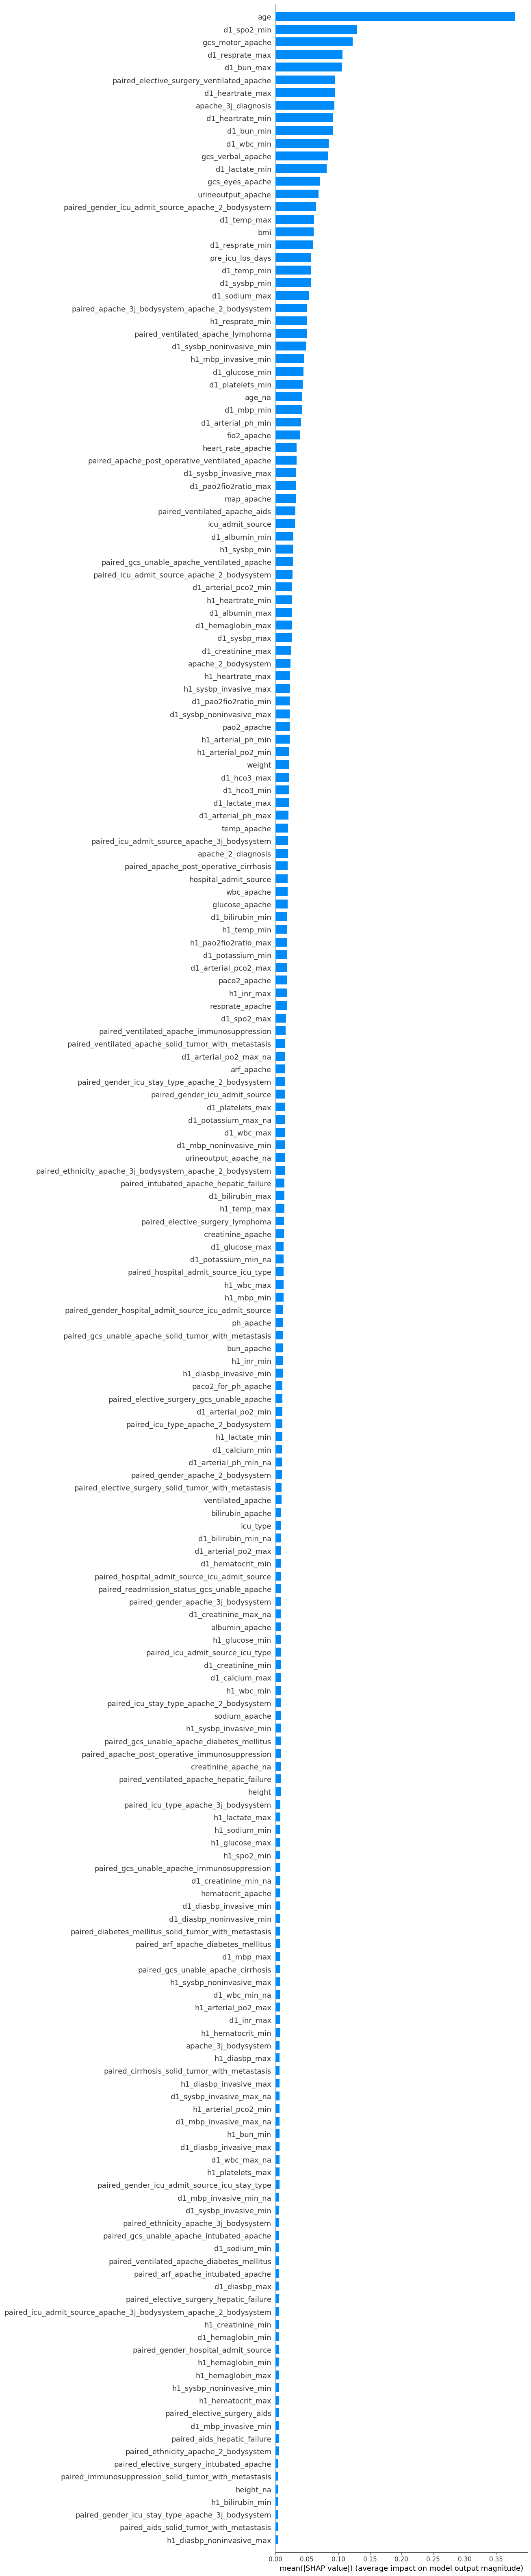 age
d1_spo2_min
gcs_motor_apache
d1_resprate_max
d1_bun_max
paired_elective_surgery_ventilated_apache
d1_heartrate_max
apache_3j_diagnosis
d1_heartrate_min
d1_bun_min
d1_wbc_min
gcs_verbal_apache
d1_lactate_min
gcs_eyes_apache
urineoutput_apache
paired_gender_icu_admit_source_apache_2_bodysystem
d1_temp_max
bmi
d1_resprate_min
pre_icu_los_days
d1_temp_min
d1_sysbp_min
d1_sodium_max
paired_apache_3j_bodysystem_apache_2_bodysystem
h1_resprate_min
paired_ventilated_apache_lymphoma
d1_sysbp_noninvasive_min
h1_mbp_invasive_min
d1_glucose_min
d1_platelets_min
age_na
d1_mbp_min
d1_arterial_ph_min
fio2_apache
heart_rate_apache
paired_apache_post_operative_ventilated_apache
d1_sysbp_invasive_max
d1_pao2fio2ratio_max
map_apache
paired_ventilated_apache_aids
icu_admit_source
d1_albumin_min
h1_sysbp_min
paired_gcs_unable_apache_ventilated_apache
paired_icu_admit_source_apache_2_bodysystem
d1_arterial_pco2_min
h1_heartrate_min
d1_albumin_max
d1_hemaglobin_max
d1_sysbp_max
d1_creatinine_max
apache_2_bodysystem
h1_heartrate_max
h1_sysbp_invasive_max
d1_pao2fio2ratio_min
d1_sysbp_noninvasive_max
pao2_apache
h1_arterial_ph_min
h1_arterial_po2_min
weight
d1_hco3_max
d1_hco3_min
d1_lactate_max
d1_arterial_ph_max
temp_apache
paired_icu_admit_source_apache_3j_bodysystem
apache_2_diagnosis
paired_apache_post_operative_cirrhosis
hospital_admit_source
wbc_apache
glucose_apache
d1_bilirubin_min
h1_temp_min
h1_pao2fio2ratio_max
d1_potassium_min
d1_arterial_pco2_max
paco2_apache
h1_inr_max
resprate_apache
d1_spo2_max
paired_ventilated_apache_immunosuppression
paired_ventilated_apache_solid_tumor_with_metastasis
d1_arterial_po2_max_na
arf_apache
paired_gender_icu_stay_type_apache_2_bodysystem
paired_gender_icu_admit_source
d1_platelets_max
d1_potassium_max_na
d1_wbc_max
d1_mbp_noninvasive_min
urineoutput_apache_na
paired_ethnicity_apache_3j_bodysystem_apache_2_bodysystem
paired_intubated_apache_hepatic_failure
d1_bilirubin_max
h1_temp_max
paired_elective_surgery_lymphoma
creatinine_apache
d1_glucose_max
d1_potassium_min_na
paired_hospital_admit_source_icu_type
h1_wbc_max
h1_mbp_min
paired_gender_hospital_admit_source_icu_admit_source
ph_apache
paired_gcs_unable_apache_solid_tumor_with_metastasis
bun_apache
h1_inr_min
h1_diasbp_invasive_min
paco2_for_ph_apache
paired_elective_surgery_gcs_unable_apache
d1_arterial_po2_min
paired_icu_type_apache_2_bodysystem
h1_lactate_min
d1_calcium_min
d1_arterial_ph_min_na
paired_gender_apache_2_bodysystem
paired_elective_surgery_solid_tumor_with_metastasis
ventilated_apache
bilirubin_apache
icu_type
d1_bilirubin_min_na
d1_arterial_po2_max
d1_hematocrit_min
paired_hospital_admit_source_icu_admit_source
paired_readmission_status_gcs_unable_apache
paired_gender_apache_3j_bodysystem
d1_creatinine_max_na
albumin_apache
h1_glucose_min
paired_icu_admit_source_icu_type
d1_creatinine_min
d1_calcium_max
h1_wbc_min
paired_icu_stay_type_apache_2_bodysystem
sodium_apache
h1_sysbp_invasive_min
paired_gcs_unable_apache_diabetes_mellitus
paired_apache_post_operative_immunosuppression
creatinine_apache_na
paired_ventilated_apache_hepatic_failure
height
paired_icu_type_apache_3j_bodysystem
h1_lactate_max
h1_sodium_min
h1_glucose_max
h1_spo2_min
paired_gcs_unable_apache_immunosuppression
d1_creatinine_min_na
hematocrit_apache
d1_diasbp_invasive_min
d1_diasbp_noninvasive_min
paired_diabetes_mellitus_solid_tumor_with_metastasis
paired_arf_apache_diabetes_mellitus
d1_mbp_max
paired_gcs_unable_apache_cirrhosis
h1_sysbp_noninvasive_max
d1_wbc_min_na
h1_arterial_po2_max
d1_inr_max
h1_hematocrit_min
apache_3j_bodysystem
h1_diasbp_max
paired_cirrhosis_solid_tumor_with_metastasis
h1_diasbp_invasive_max
d1_sysbp_invasive_max_na
h1_arterial_pco2_min
d1_mbp_invasive_max_na
h1_bun_min
d1_diasbp_invasive_max
d1_wbc_max_na
h1_platelets_max
paired_gender_icu_admit_source_icu_stay_type
d1_mbp_invasive_min_na
d1_sysbp_invasive_min
paired_ethnicity_apache_3j_bodysystem
paired_gcs_unable_apache_intubated_apache
d1_sodium_min
paired_ventilated_apache_diabetes_mellitus
paired_arf_apache_intubated_apache
d1_diasbp_max
paired_elective_surgery_hepatic_failure
paired_icu_admit_source_apache_3j_bodysystem_apache_2_bodysystem
h1_creatinine_min
d1_hemaglobin_min
paired_gender_hospital_admit_source
h1_hemaglobin_min
h1_hemaglobin_max
h1_sysbp_noninvasive_min
h1_hematocrit_max
paired_elective_surgery_aids
d1_mbp_invasive_min
paired_aids_hepatic_failure
paired_ethnicity_apache_2_bodysystem
paired_elective_surgery_intubated_apache
paired_immunosuppression_solid_tumor_with_metastasis
height_na
h1_bilirubin_min
paired_gender_icu_stay_type_apache_3j_bodysystem
paired_aids_solid_tumor_with_metastasis
h1_diasbp_noninvasive_max
0.00 0.05 0.10 0.15 0.20 0.25 0.30 0.35
mean(|SHAP value|) (average impact on model output magnitude)